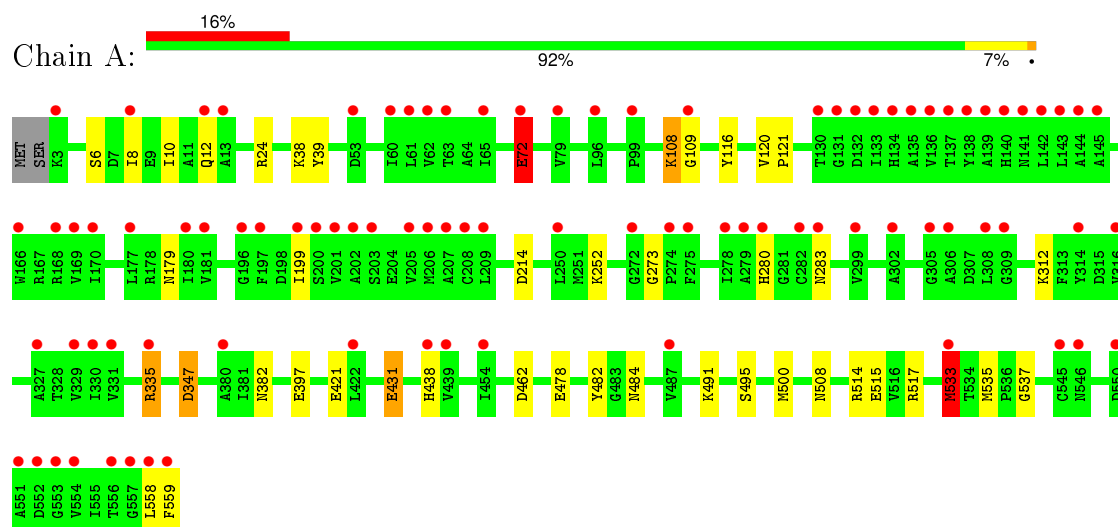 16%
Chain A:
92% 7% •
MET SER K3 S6 D7 I8 E9 I10 A11 Q12 A13 E24 K38 Y39 D53 I60 L61 V62 T63 A64 I65 E72 V79 L96 P99 K108 G109 Y116 V120 P121 T130 G131 D132 I133 H134 A135 V136 T137 Y138 A139 H140 N141 L142 L143 A144 A145
W166 R167 R168 V169 I170 L177 R178 N179 I180 V181 G196 F197 D198 I199 S200 V201 A202 S203 E204 V205 M206 A207 C208 L209 D214 L250 M251 K252 G272 G273 P274 F275 I278 A279 H280 G281 C282 N283 V299 A302 G305 A306 D307 L308 G309 K312 F313 Y314 D315 V316
A327 T328 V329 I330 V331 R335 D347 A380 I381 N382 E397 E421 L422 E431 H438 V439 I454 D462 E478 Y482 G483 N484 V487 K491 S495 M500 N508 R514 E515 V516 R517 M533 T534 M535 P536 G537 C545 N546 D550
A551 D552 G553 V554 I555 T556 G557 L558 F559